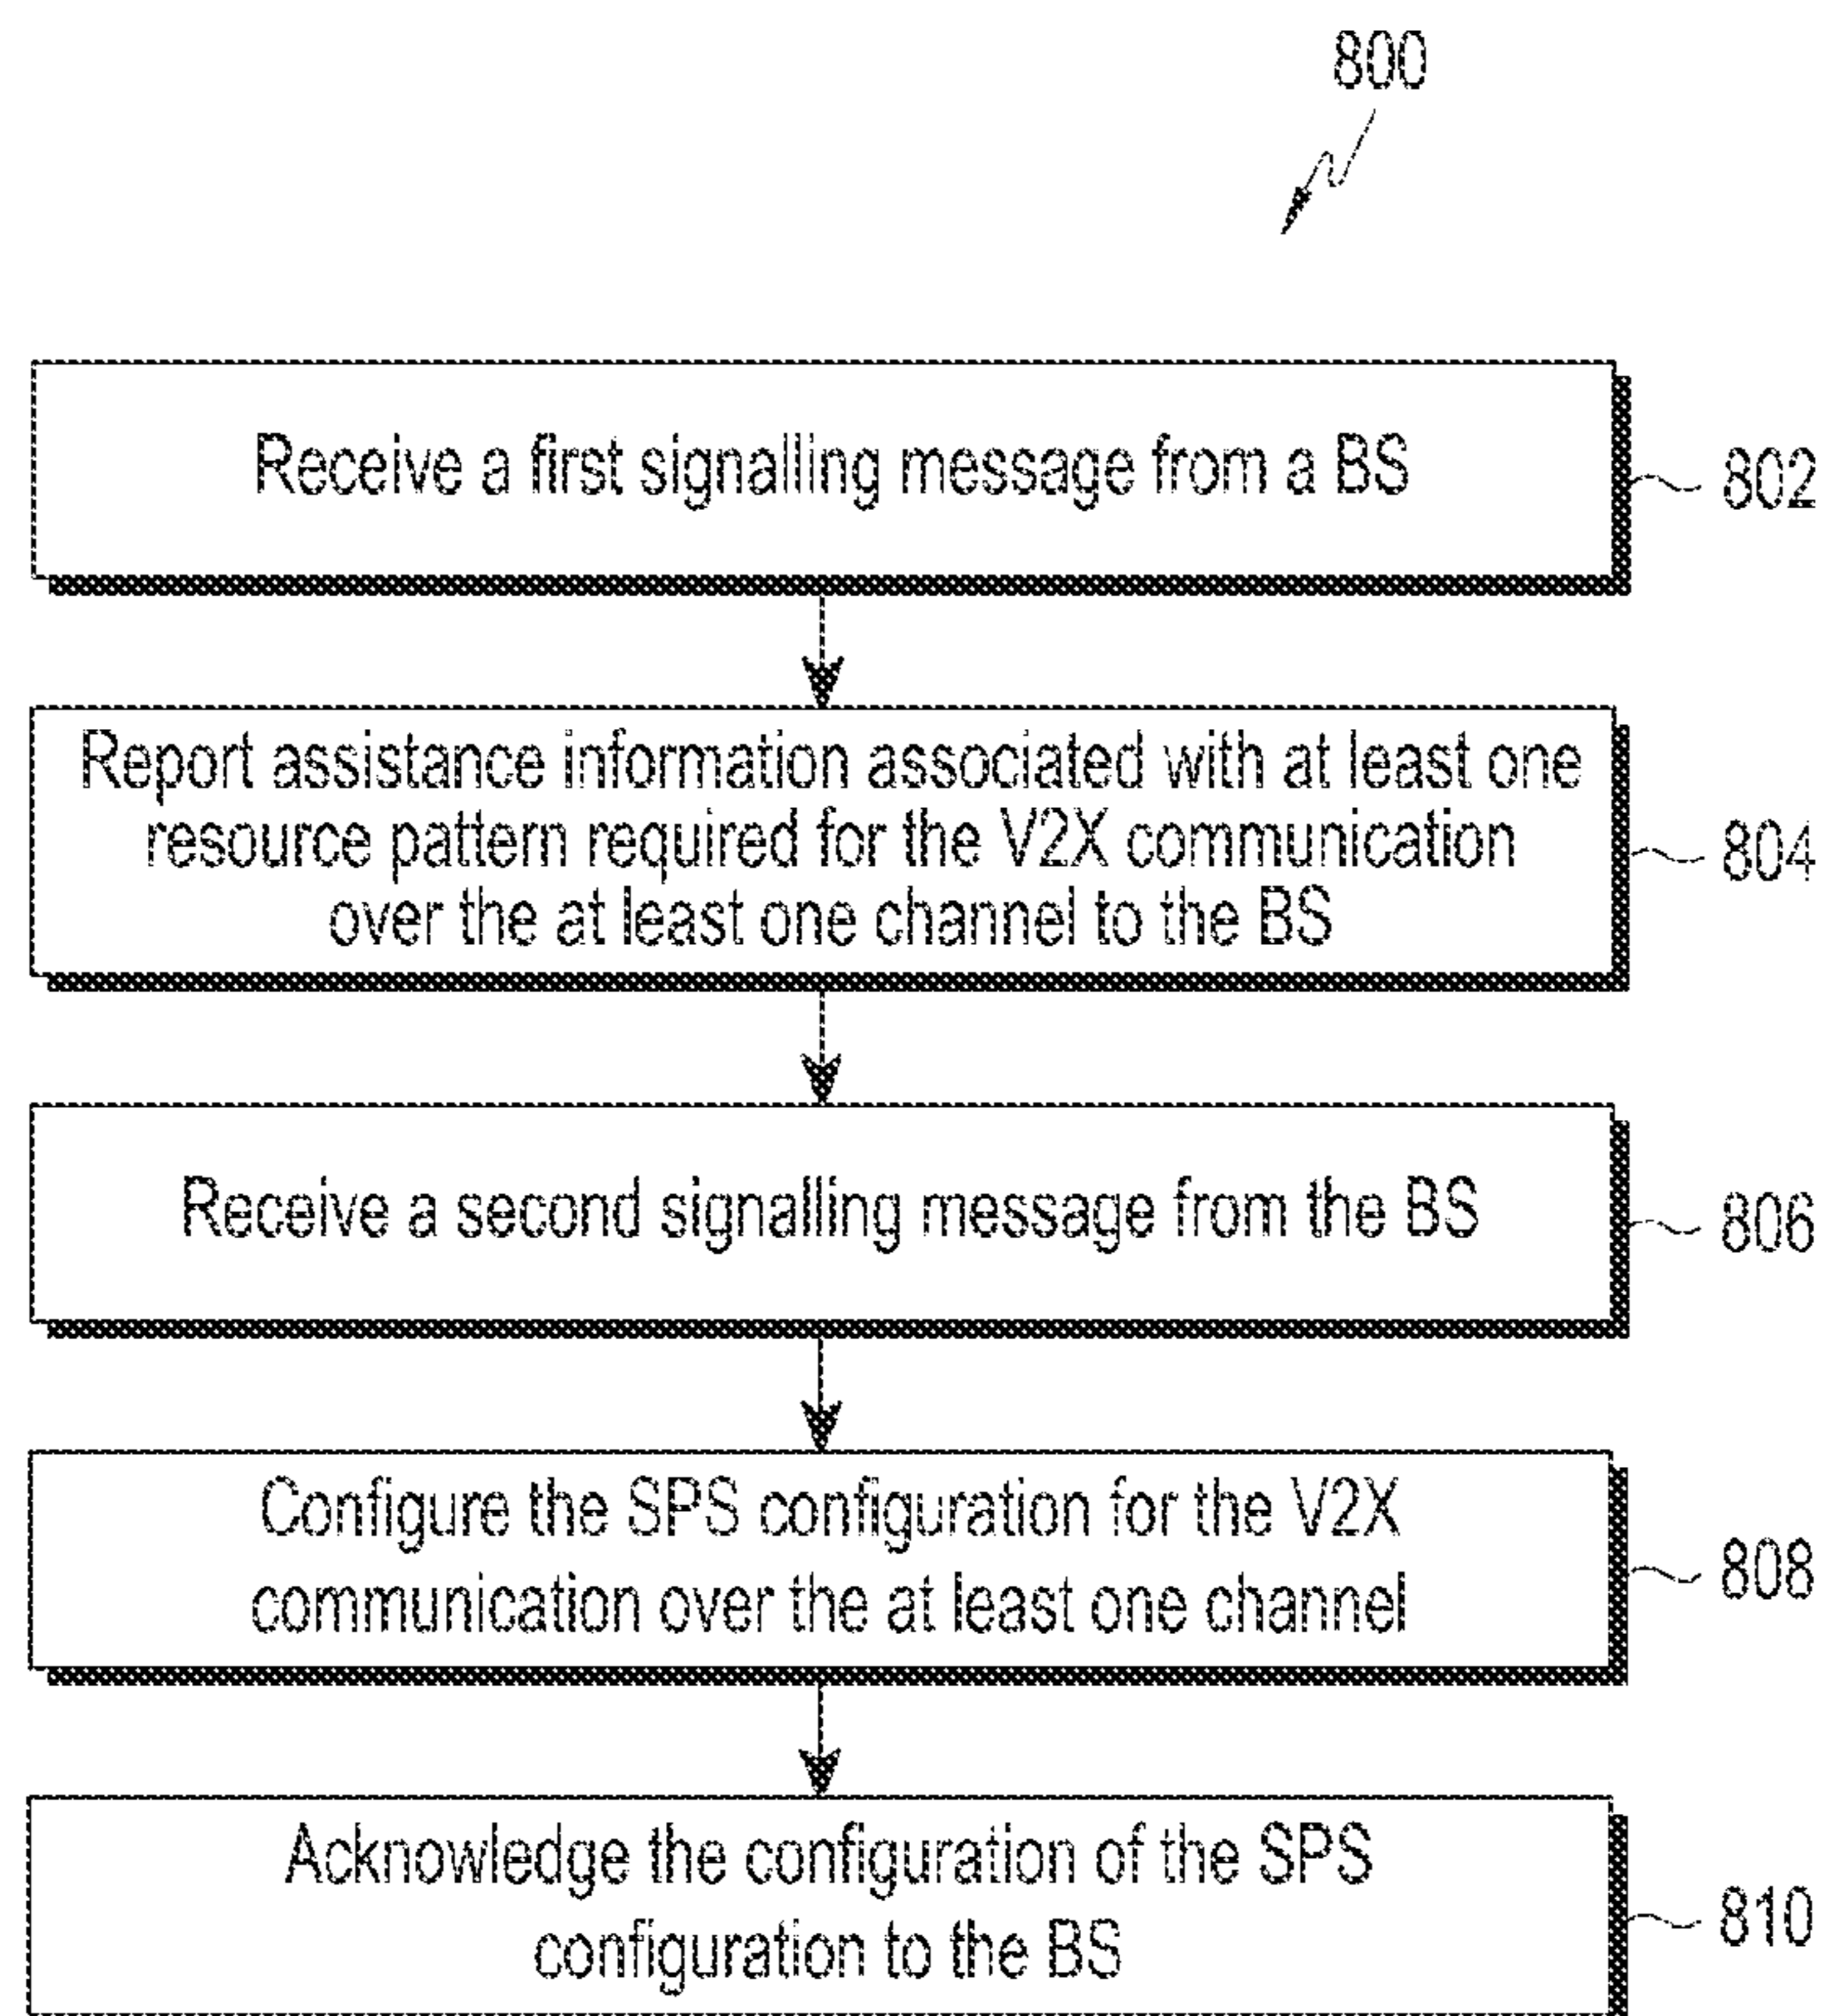 800
Receive a first signalling message from a BS
802
Report assistance information associated with at least one
resource pattern required for the V2X communication
over the at least one channel to the BS
804
Receive a second signalling message from the BS
806
Configure the SPS configuration for the V2X
communication over the at least one channel
808
Acknowledge the configuration of the SPS
configuration to the BS
810